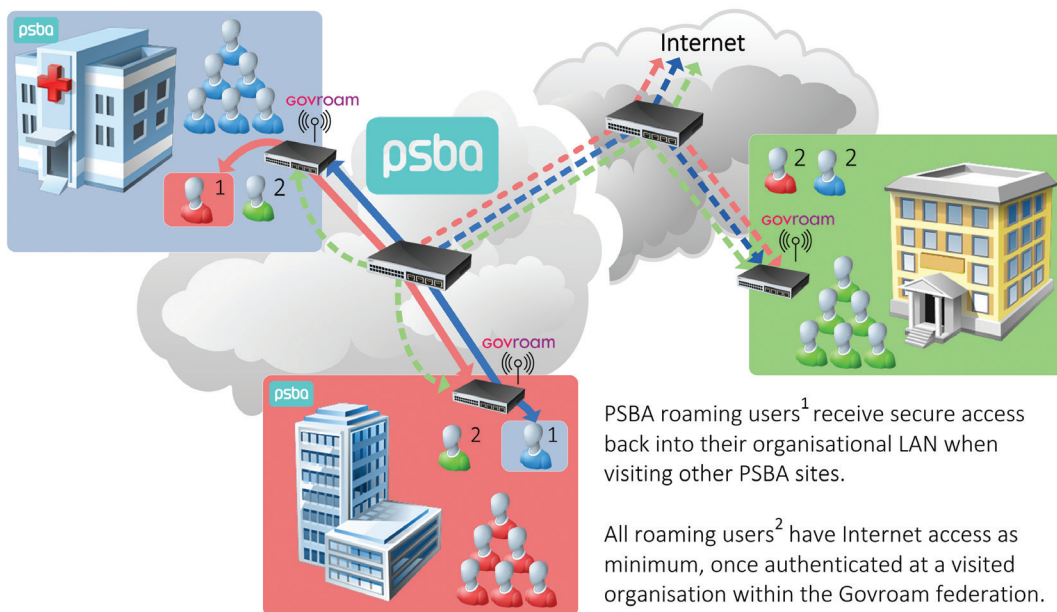 psba
Internet
GOVroam
1
2
psba
2
2
GOVroam
GOVroam
psba
2
1
PSBA roaming users¹ receive secure access
back into their organisational LAN when
visiting other PSBA sites.
All roaming users² have Internet access as
minimum, once authenticated at a visited
organisation within the Govroam federation.